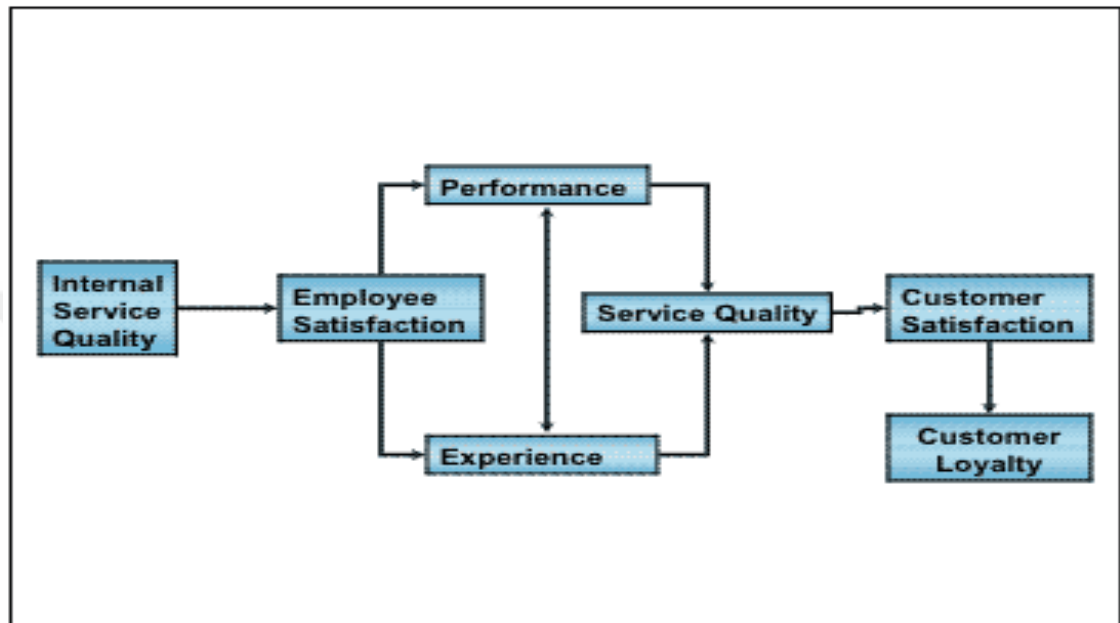 Internal
Service
Quality
Employee
Satisfaction
Performance
Experience
Service Quality
Customer
Satisfaction
Customer
Loyalty